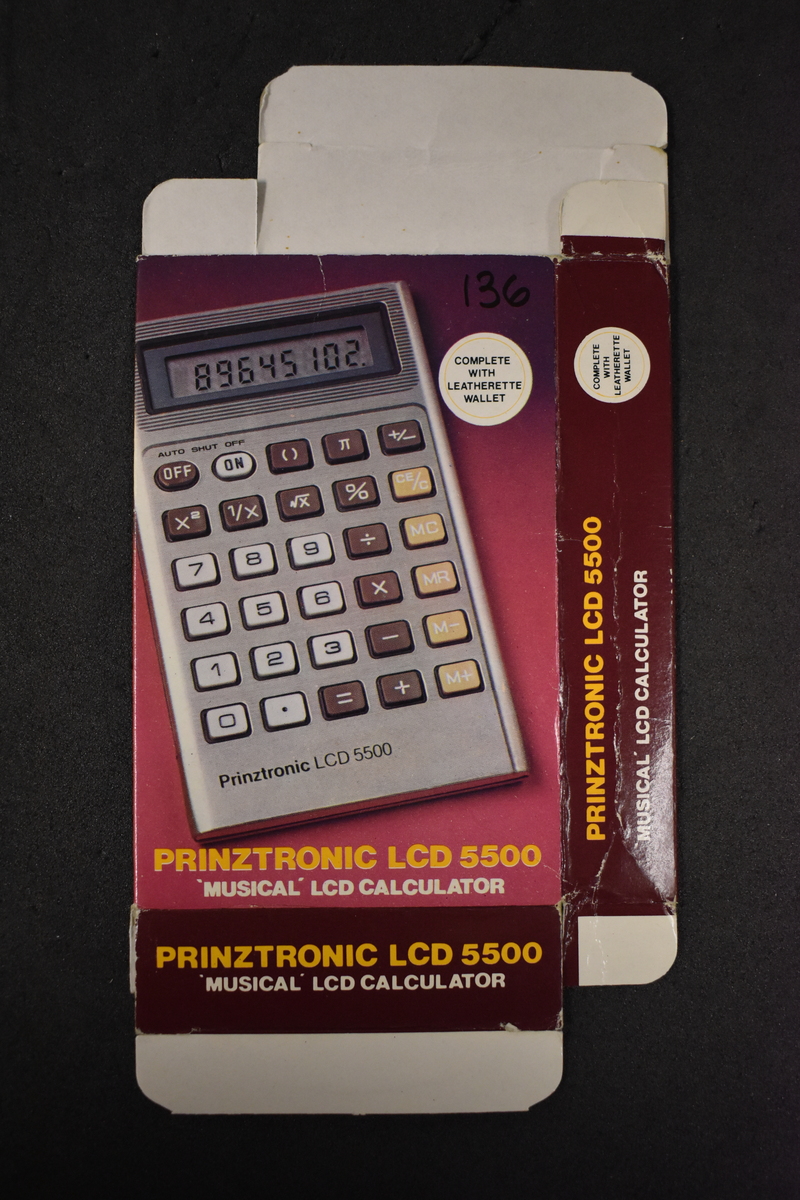 136
COMPLETE
WITH
LEATHERETTE
WALLET
89645102.
AUTO SHUT OFF
OFF ON () π +/−
x² 1/x √x % CE/C
7 8 9 ÷ MC
4 5 6 × MR
1 2 3 − M−
0 · = + M+
Prinztronic LCD 5500
PRINZTRONIC LCD 5500
'MUSICAL' LCD CALCULATOR
PRINZTRONIC LCD 5500
'MUSICAL' LCD CALCULATOR
COMPLETE
WITH
LEATHERETTE
WALLET
PRINZTRONIC LCD 5500
'MUSICAL' LCD CALCULATOR